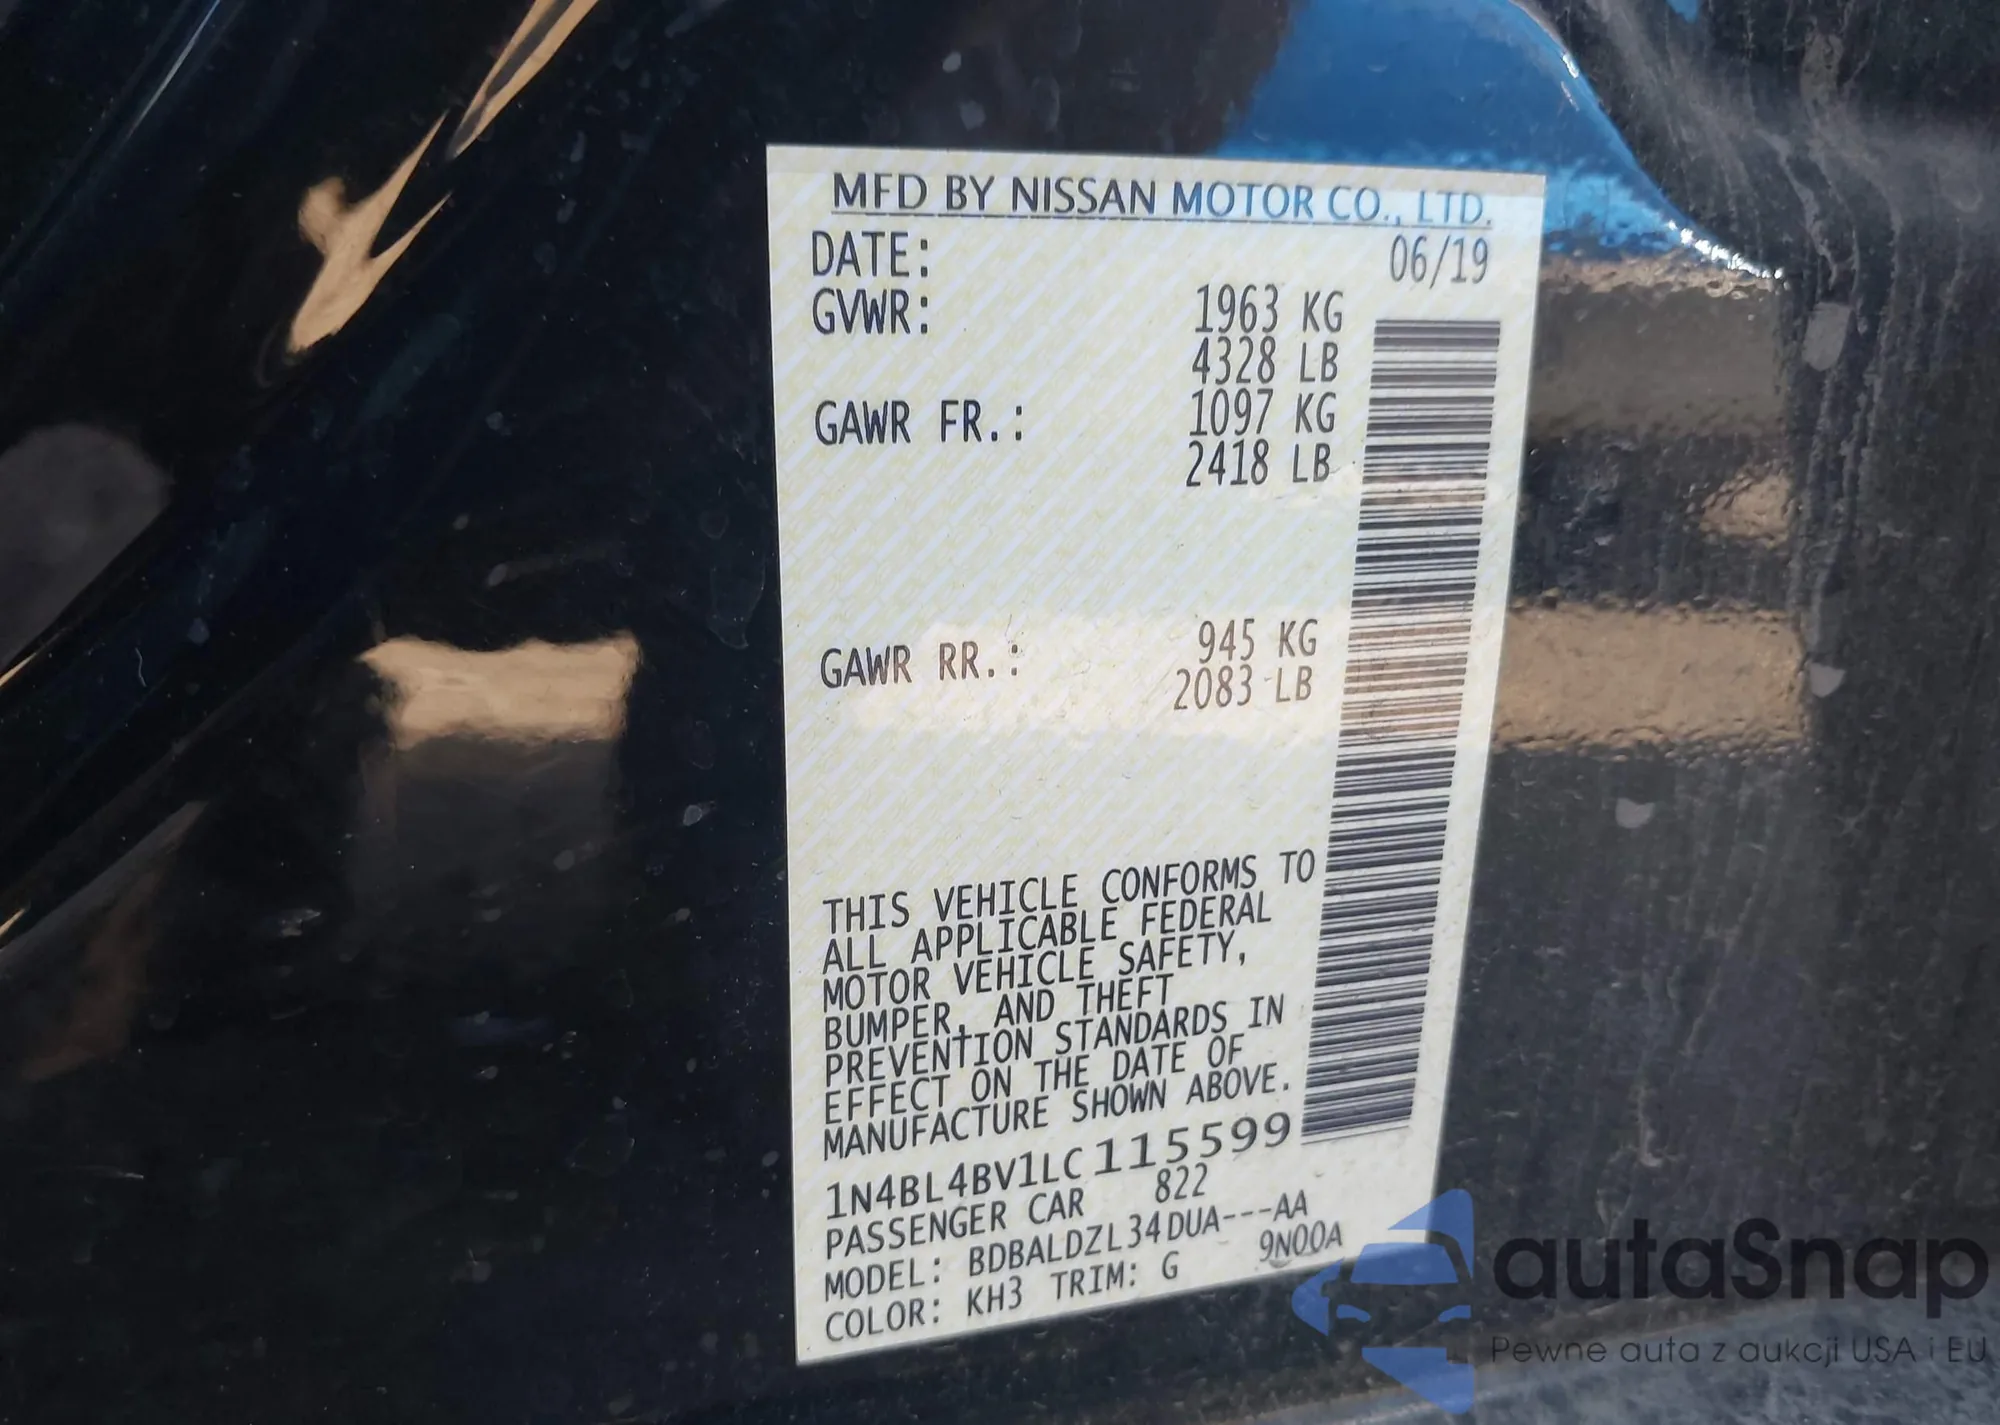 MFD BY NISSAN MOTOR CO., LTD.
DATE: 06/19
GVWR: 1963 KG
4328 LB
GAWR FR.: 1097 KG
2418 LB
GAWR RR.: 945 KG
2083 LB
THIS VEHICLE CONFORMS TO
ALL APPLICABLE FEDERAL
MOTOR VEHICLE SAFETY,
BUMPER, AND THEFT
PREVENTION STANDARDS IN
EFFECT ON THE DATE OF
MANUFACTURE SHOWN ABOVE.
1N4BL4BV1LC115599
PASSENGER CAR 822
MODEL: BDBALDZL34DUA---AA
COLOR: KH3 TRIM: G 9N00A
autaSnap
Pewne auta z aukcji USA i EU